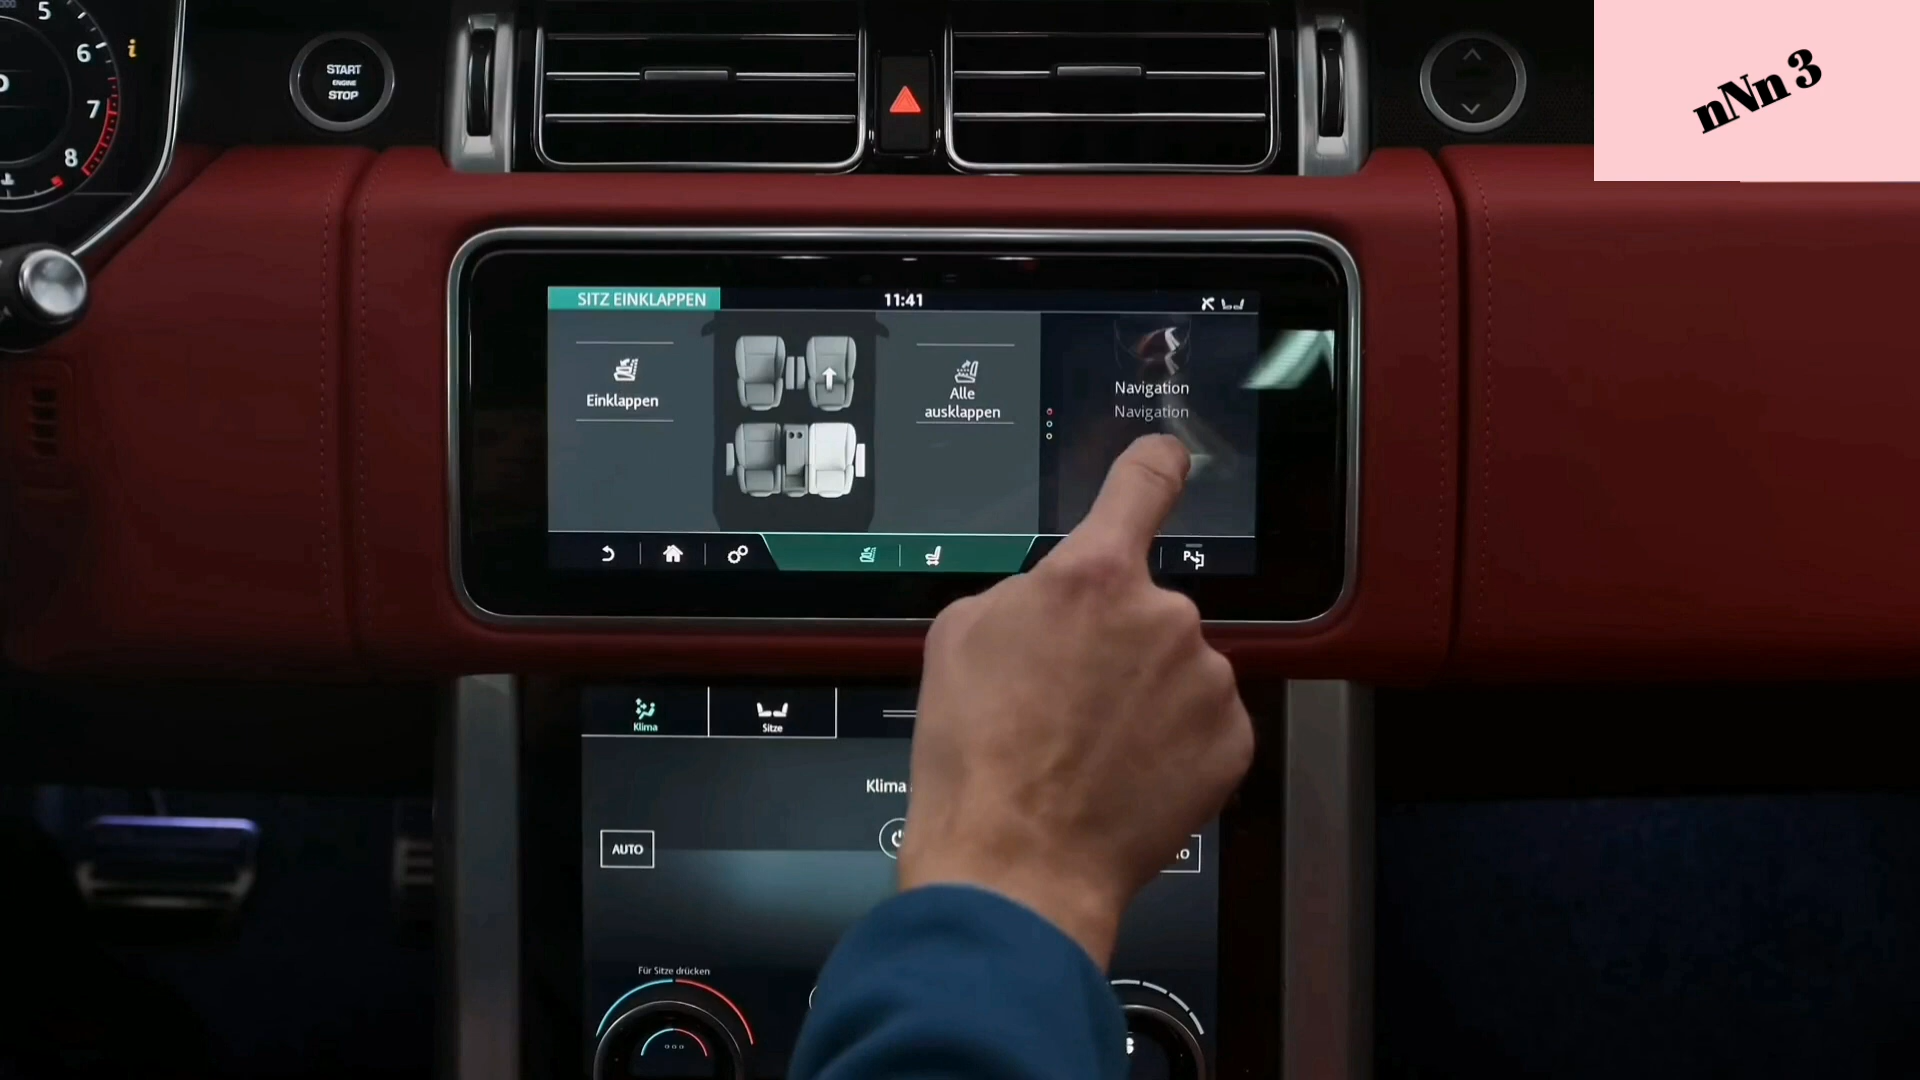 5
6
7
8
START
ENGINE
STOP
nNn 3
SITZ EINKLAPPEN
11:41
Einklappen
Alle
ausklappen
Navigation
Navigation
P
Klima
Sitze
Klima
AUTO
Für Sitze drücken